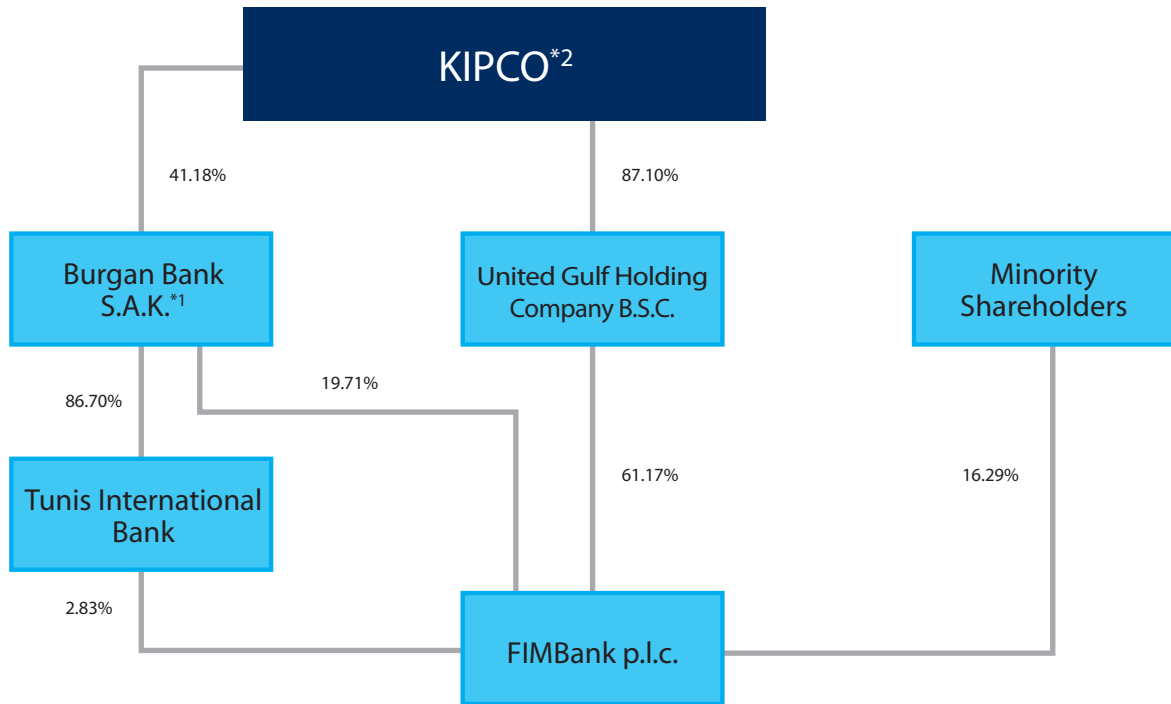 KIPCO*2
41.18%
87.10%
Burgan Bank
S.A.K.*1
United Gulf Holding
Company B.S.C.
Minority
Shareholders
19.71%
86.70%
61.17%
16.29%
Tunis International
Bank
2.83%
FIMBank p.l.c.